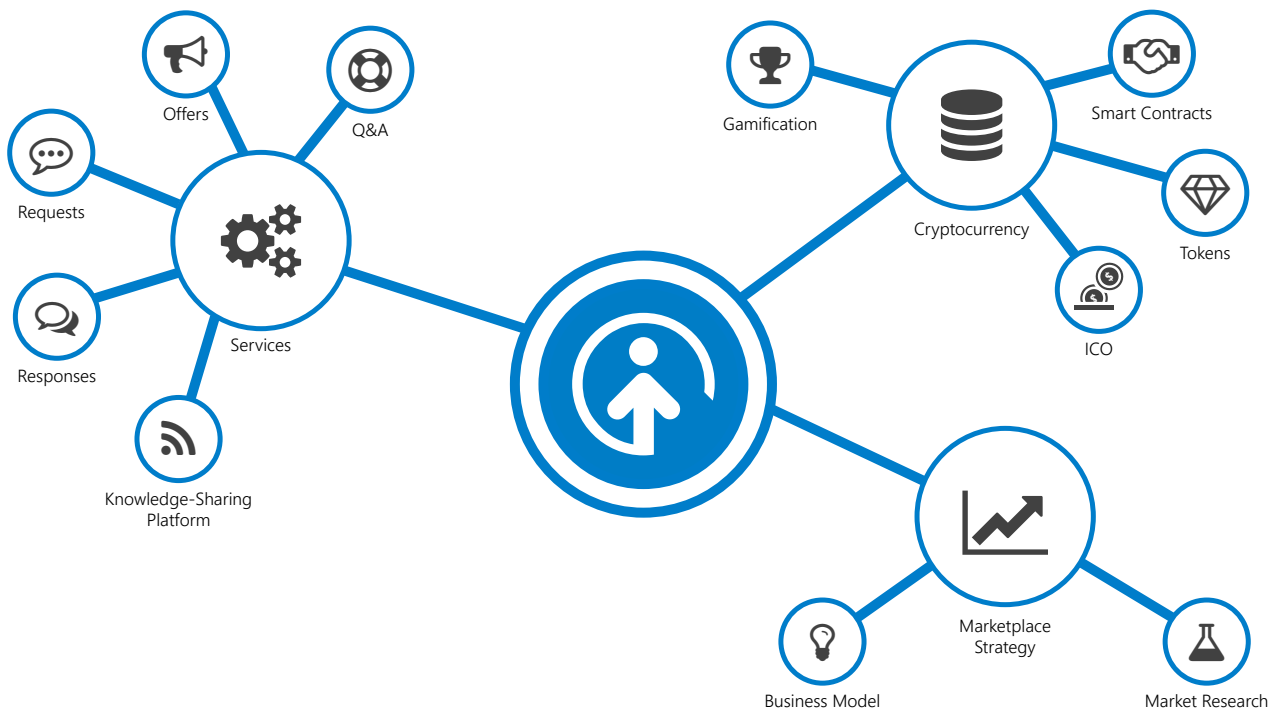 Offers
Q&A
Requests
Responses
Services
Knowledge-Sharing
Platform
Gamification
Smart Contracts
Cryptocurrency
Tokens
ICO
Marketplace
Strategy
Business Model
Market Research